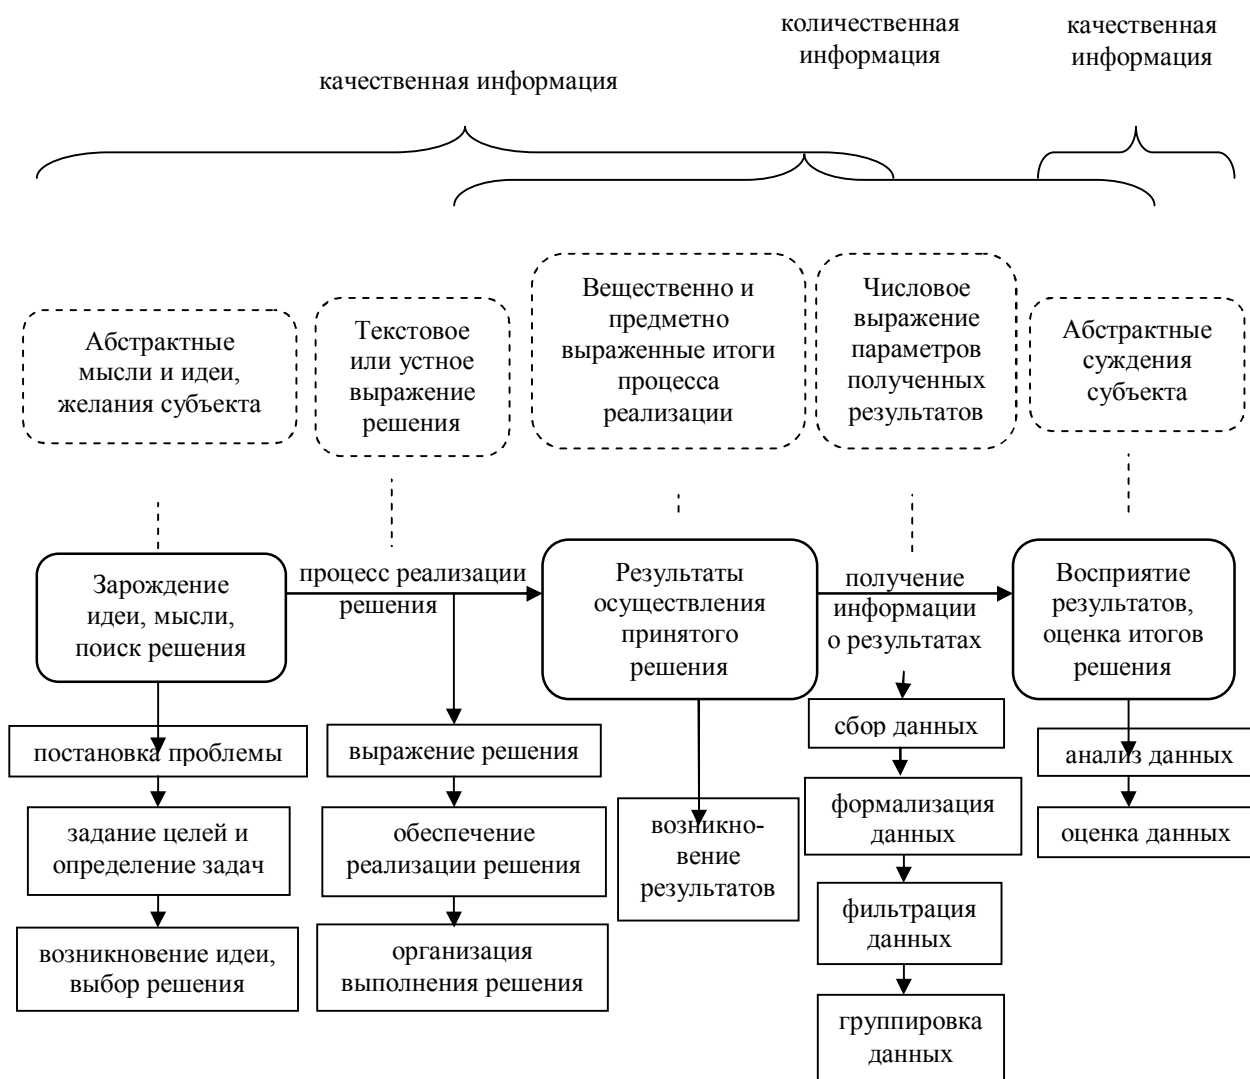 количественная
информация
качественная
информация
качественная информация
Абстрактные
мысли и идеи,
желания субъекта
Текстовое
или устное
выражение
решения
Вещественно и
предметно
выраженные итоги
процесса
реализации
Числовое
выражение
параметров
полученных
результатов
Абстрактные
суждения
субъекта
Зарождение
идеи, мысли,
поиск решения
процесс реализации
решения
Результаты
осуществления
принятого
решения
получение
информации
о результатах
Восприятие
результатов,
оценка итогов
решения
постановка проблемы
задание целей и
определение задач
возникновение идеи,
выбор решения
выражение решения
обеспечение
реализации решения
организация
выполнения решения
возникно-
вение
результатов
сбор данных
формализация
данных
фильтрация
данных
группировка
данных
анализ данных
оценка данных